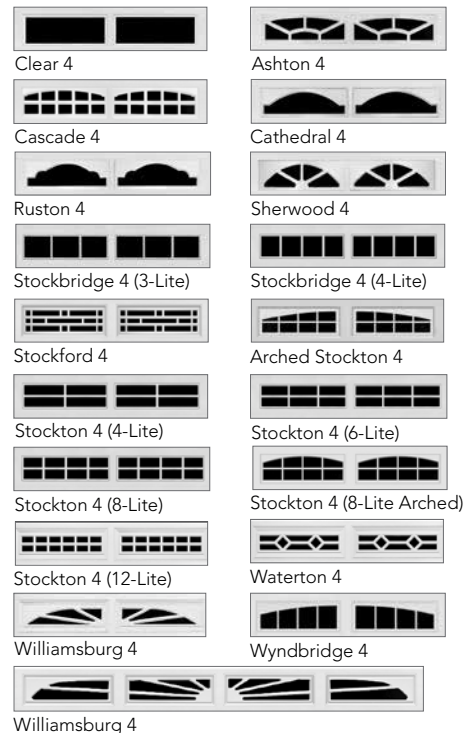 Clear 4
Ashton 4
Cascade 4
Cathedral 4
Ruston 4
Sherwood 4
Stockbridge 4 (3-Lite)
Stockbridge 4 (4-Lite)
Stockford 4
Arched Stockton 4
Stockton 4 (4-Lite)
Stockton 4 (6-Lite)
Stockton 4 (8-Lite)
Stockton 4 (8-Lite Arched)
Stockton 4 (12-Lite)
Waterton 4
Williamsburg 4
Wyndbridge 4
Williamsburg 4